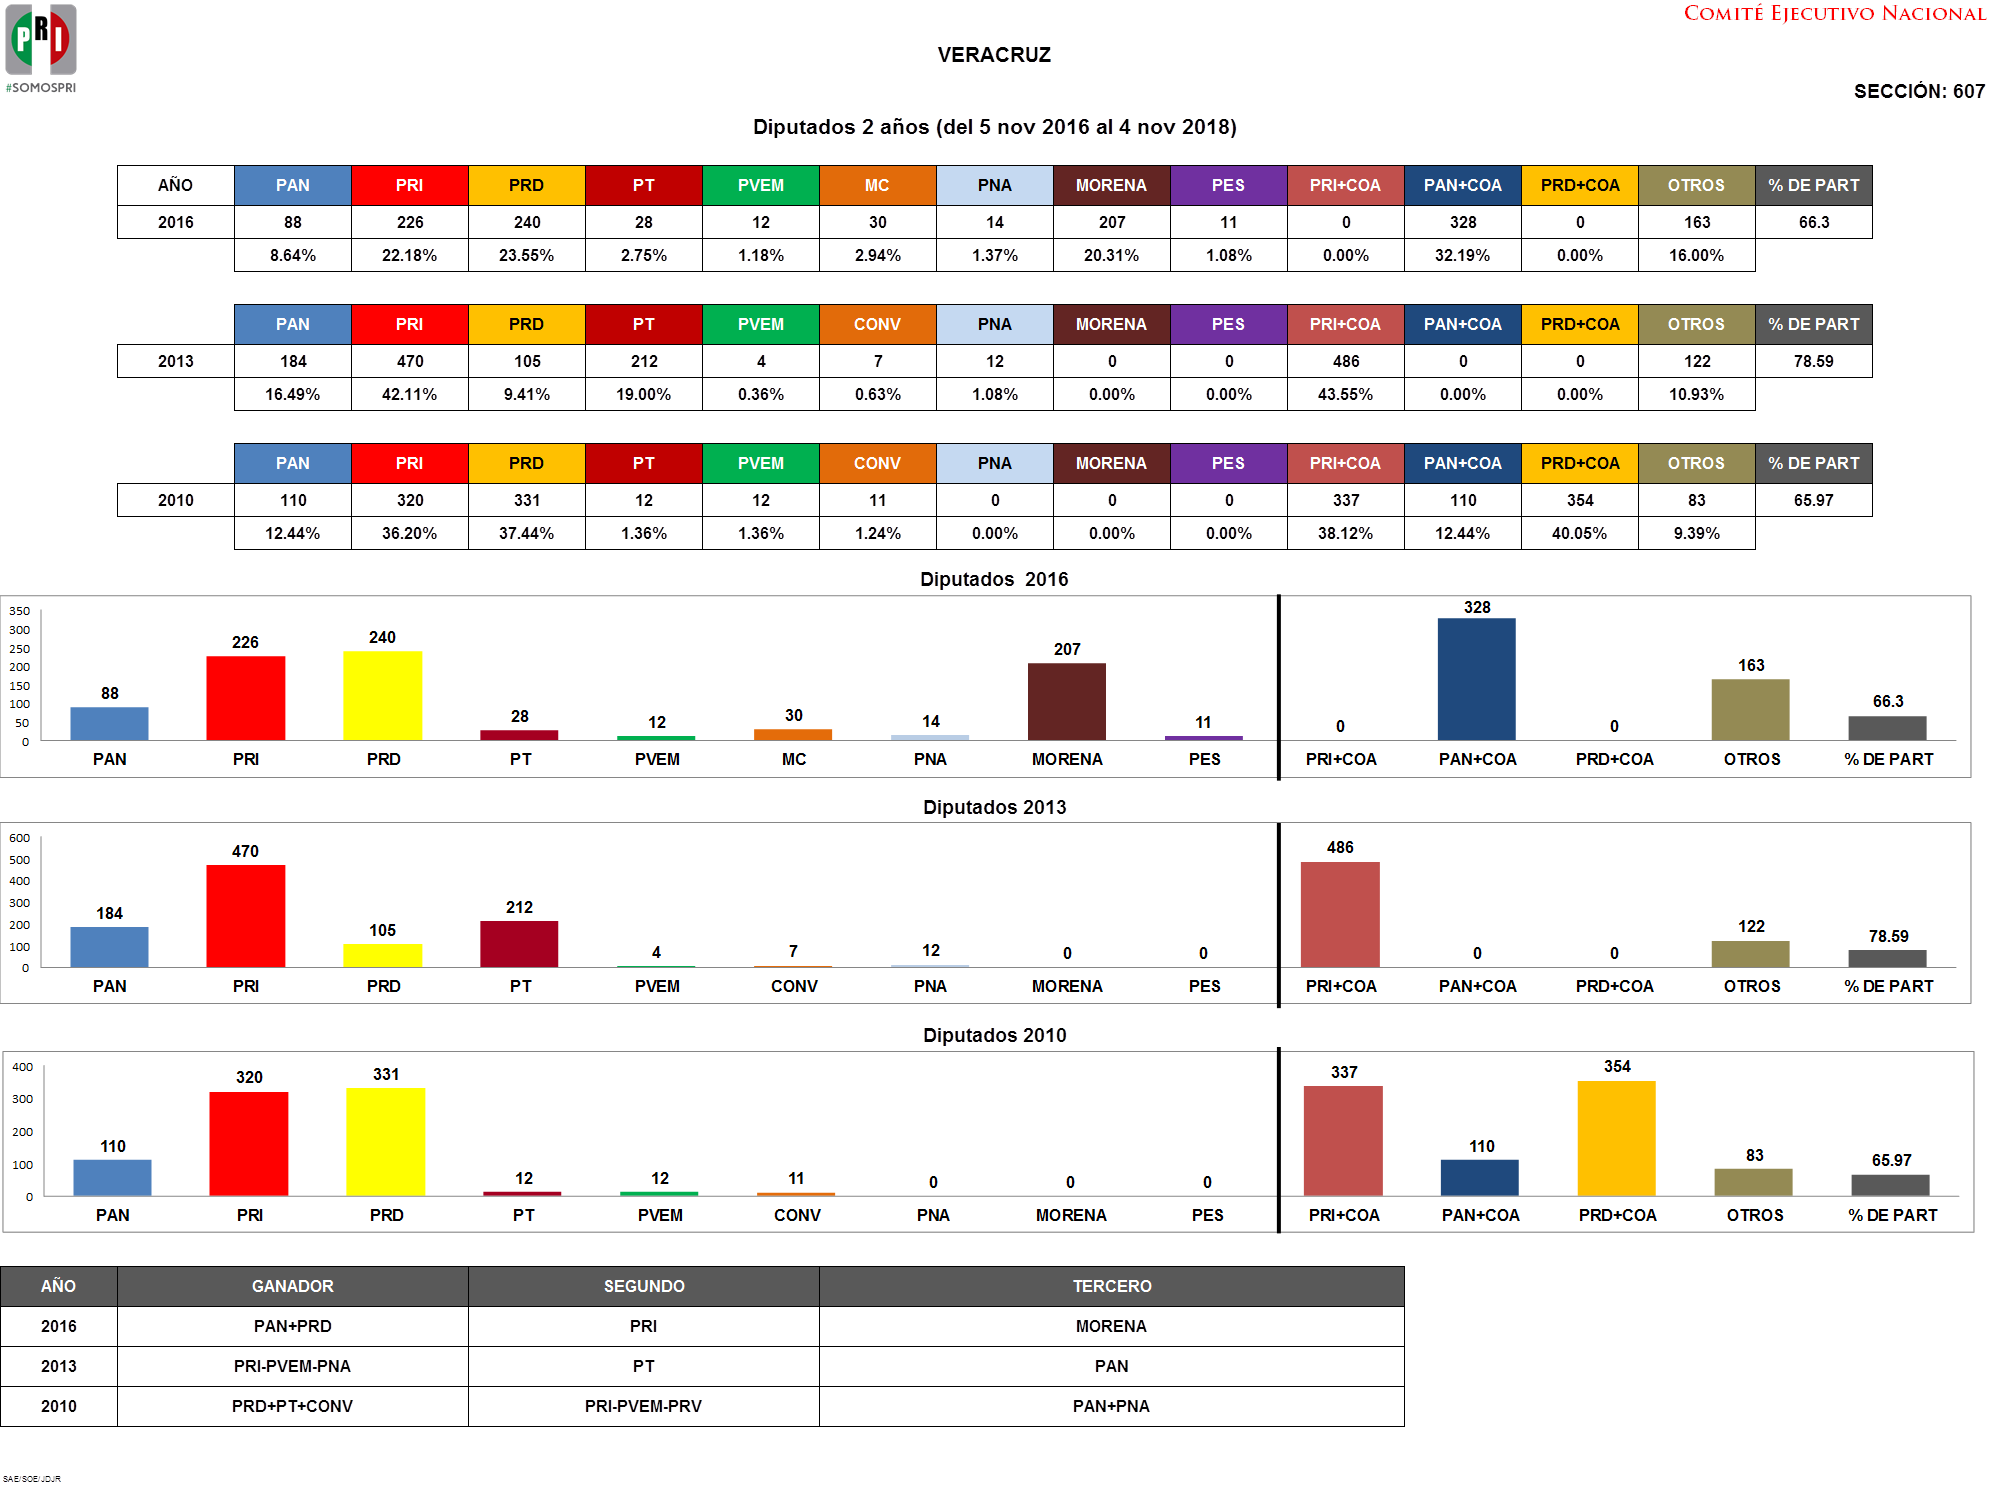 PRI
#SOMOSPRI
COMITÉ EJECUTIVO NACIONAL
VERACRUZ
SECCIÓN: 607
Diputados 2 años (del 5 nov 2016 al 4 nov 2018)
AÑO PAN PRI PRD PT PVEM MC PNA MORENA PES PRI+COA PAN+COA PRD+COA OTROS % DE PART
2016 88 226 240 28 12 30 14 207 11 0 328 0 163 66.3
8.64% 22.18% 23.55% 2.75% 1.18% 2.94% 1.37% 20.31% 1.08% 0.00% 32.19% 0.00% 16.00%
PAN PRI PRD PT PVEM CONV PNA MORENA PES PRI+COA PAN+COA PRD+COA OTROS % DE PART
2013 184 470 105 212 4 7 12 0 0 486 0 0 122 78.59
16.49% 42.11% 9.41% 19.00% 0.36% 0.63% 1.08% 0.00% 0.00% 43.55% 0.00% 0.00% 10.93%
PAN PRI PRD PT PVEM CONV PNA MORENA PES PRI+COA PAN+COA PRD+COA OTROS % DE PART
2010 110 320 331 12 12 11 0 0 0 337 110 354 83 65.97
12.44% 36.20% 37.44% 1.36% 1.36% 1.24% 0.00% 0.00% 0.00% 38.12% 12.44% 40.05% 9.39%
Diputados 2016
350
300
250
200
150
100
50
0
88 226 240 28 12 30 14 207 11 0 328 0 163 66.3
PAN PRI PRD PT PVEM MC PNA MORENA PES PRI+COA PAN+COA PRD+COA OTROS % DE PART
Diputados 2013
600
500
400
300
200
100
0
184 470 105 212 4 7 12 0 0 486 0 0 122 78.59
PAN PRI PRD PT PVEM CONV PNA MORENA PES PRI+COA PAN+COA PRD+COA OTROS % DE PART
Diputados 2010
400
300
200
100
0
110 320 331 12 12 11 0 0 0 337 110 354 83 65.97
PAN PRI PRD PT PVEM CONV PNA MORENA PES PRI+COA PAN+COA PRD+COA OTROS % DE PART
AÑO GANADOR SEGUNDO TERCERO
2016 PAN+PRD PRI MORENA
2013 PRI-PVEM-PNA PT PAN
2010 PRD+PT+CONV PRI-PVEM-PRV PAN+PNA
SAE/SOE/JDJR